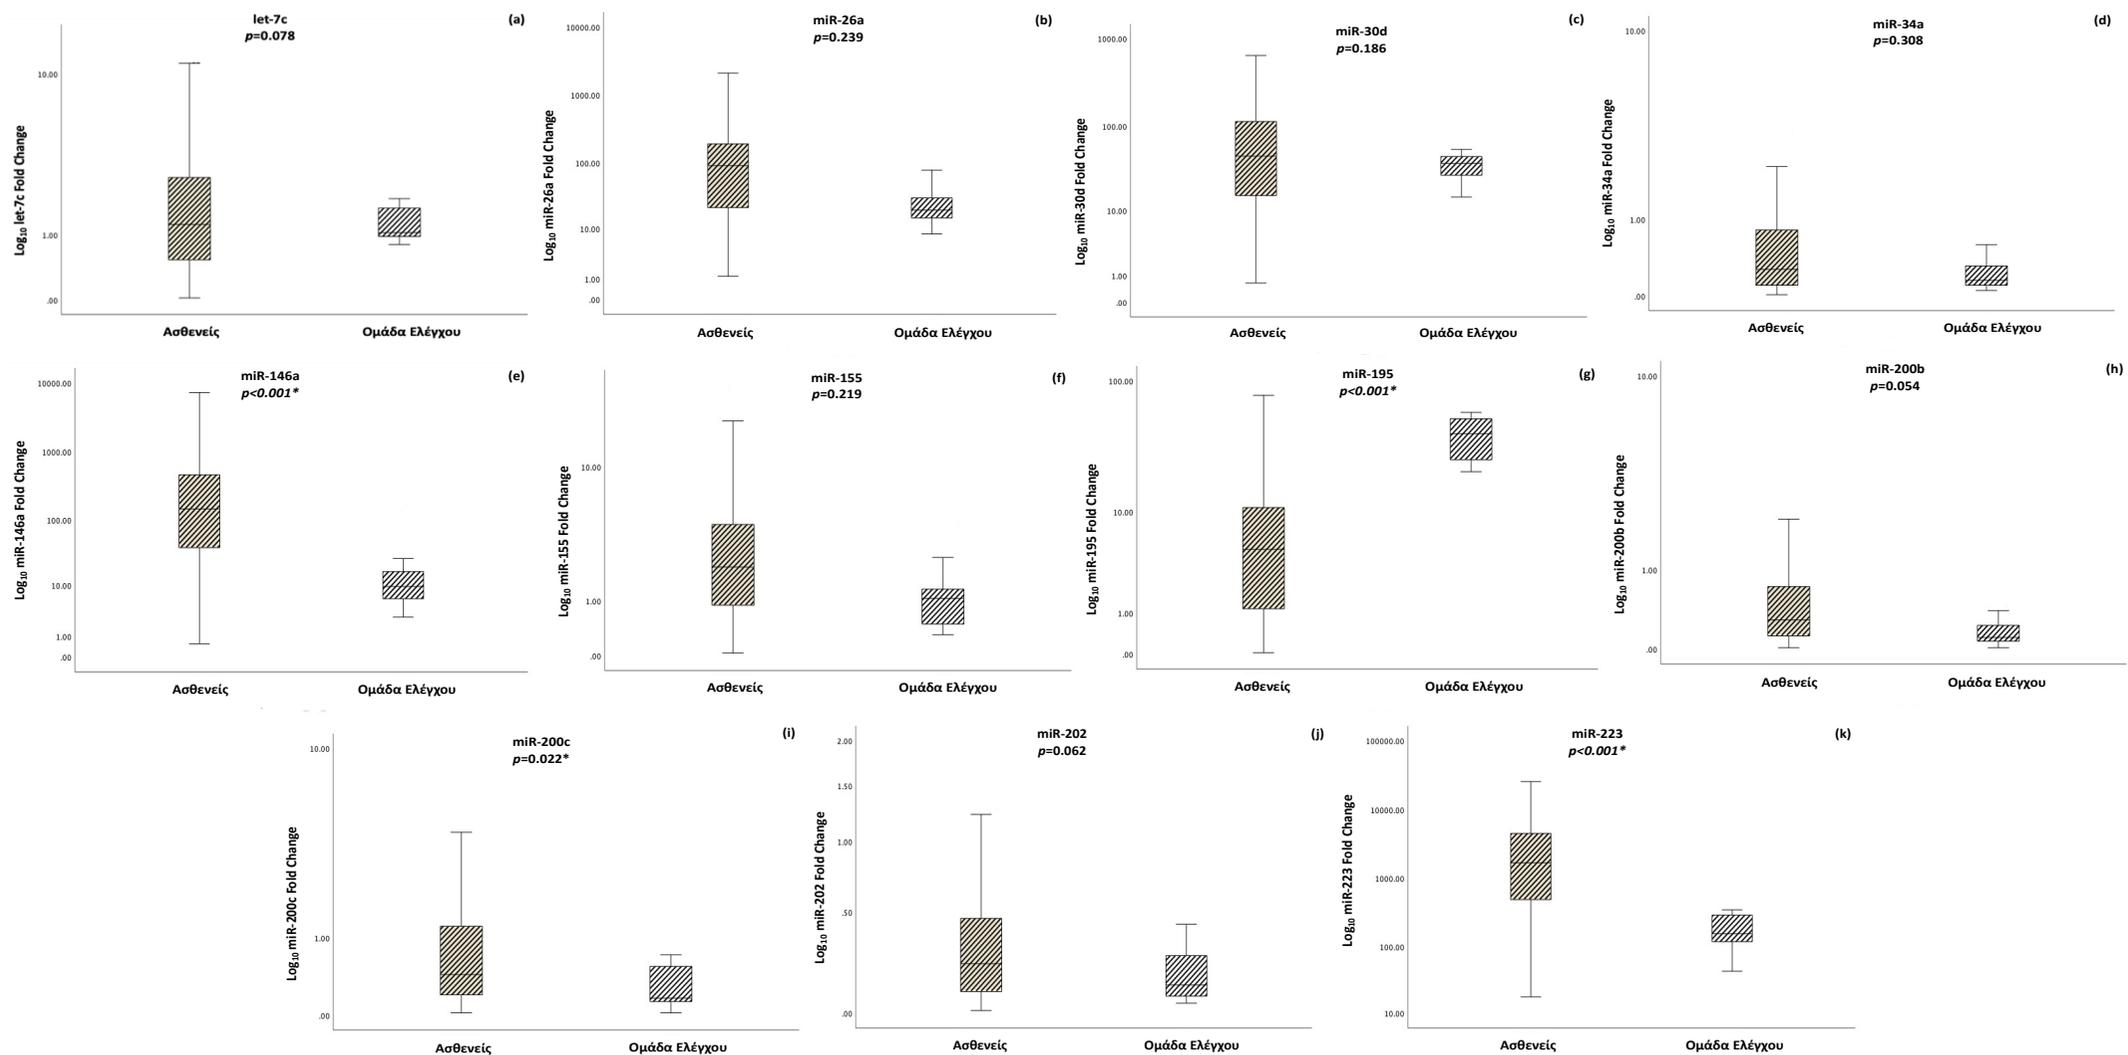 let-7c
p=0.078
(a)
Log10 let-7c Fold Change
10.00
1.00
.00
Ασθενείς
Ομάδα Ελέγχου
miR-26a
p=0.239
(b)
Log10 miR-26a Fold Change
10000.00
1000.00
100.00
10.00
1.00
.00
Ασθενείς
Ομάδα Ελέγχου
miR-30d
p=0.186
(c)
Log10 miR-30d Fold Change
1000.00
100.00
10.00
1.00
.00
Ασθενείς
Ομάδα Ελέγχου
miR-34a
p=0.308
(d)
Log10 miR-34a Fold Change
10.00
1.00
.00
Ασθενείς
Ομάδα Ελέγχου
miR-146a
p<0.001*
(e)
Log10 miR-146a Fold Change
10000.00
1000.00
100.00
10.00
1.00
.00
Ασθενείς
Ομάδα Ελέγχου
miR-155
p=0.219
(f)
Log10 miR-155 Fold Change
10.00
1.00
.00
Ασθενείς
Ομάδα Ελέγχου
miR-195
p<0.001*
(g)
Log10 miR-195 Fold Change
100.00
10.00
1.00
.00
Ασθενείς
Ομάδα Ελέγχου
miR-200b
p=0.054
(h)
Log10 miR-200b Fold Change
10.00
1.00
.00
Ασθενείς
Ομάδα Ελέγχου
miR-200c
p=0.022*
(i)
Log10 miR-200c Fold Change
10.00
1.00
.00
Ασθενείς
Ομάδα Ελέγχου
miR-202
p=0.062
(j)
Log10 miR-202 Fold Change
2.00
1.50
1.00
.50
.00
Ασθενείς
Ομάδα Ελέγχου
miR-223
p<0.001*
(k)
Log10 miR-223 Fold Change
100000.00
10000.00
1000.00
100.00
10.00
Ασθενείς
Ομάδα Ελέγχου